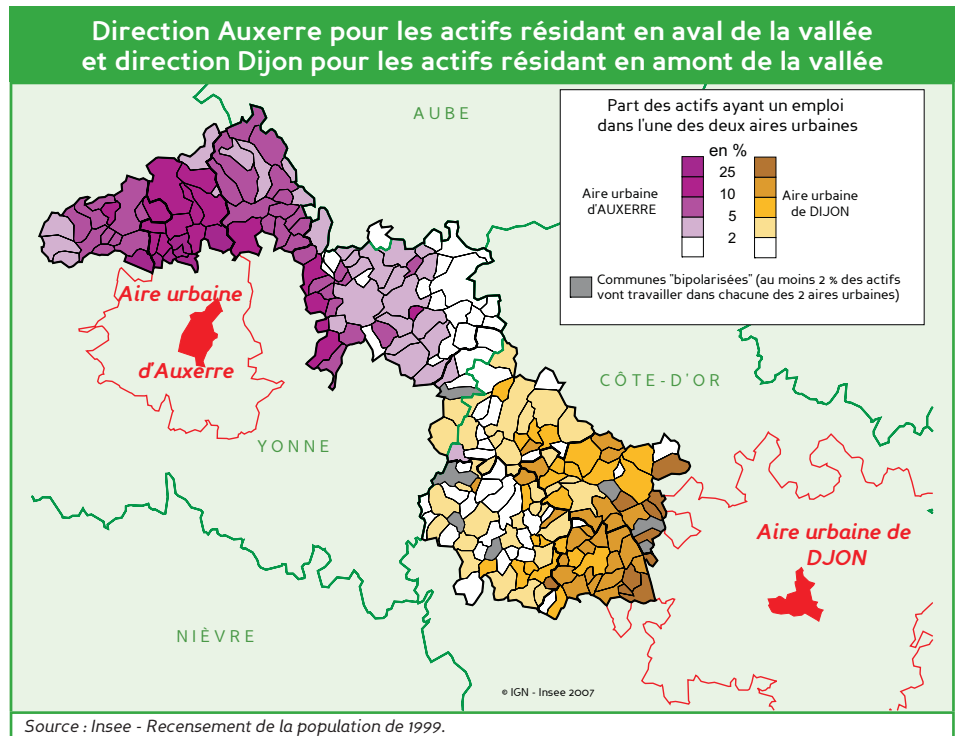 Direction Auxerre pour les actifs résidant en aval de la vallée
et direction Dijon pour les actifs résidant en amont de la vallée
AUBE
Part des actifs ayant un emploi
dans l'une des deux aires urbaines
en %
25
10
5
2
Aire urbaine
d'AUXERRE
Aire urbaine
de DIJON
Communes "bipolarisées" (au moins 2 % des actifs
vont travailler dans chacune des 2 aires urbaines)
Aire urbaine
d'Auxerre
CÔTE-D'OR
YONNE
Aire urbaine de
DJON
NIÈVRE
© IGN - Insee 2007
Source : Insee - Recensement de la population de 1999.